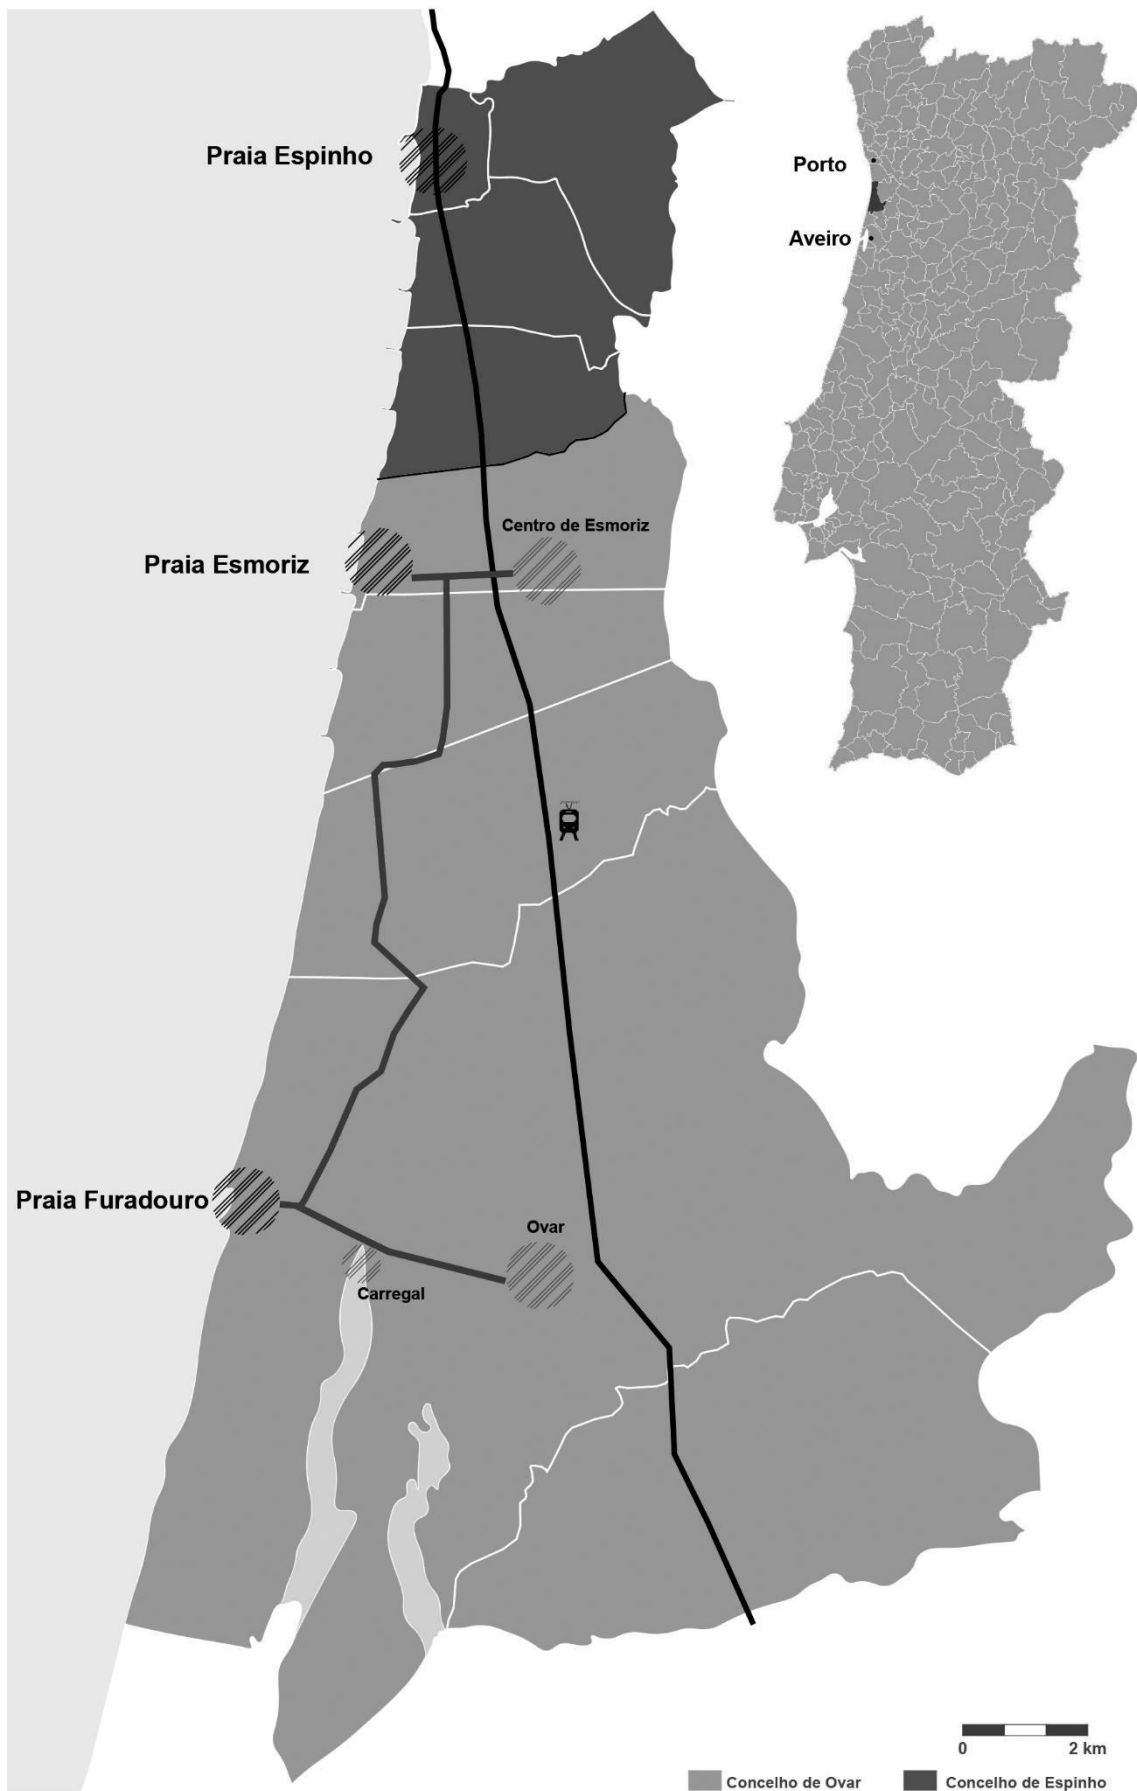 Praia Espinho
Porto
Aveiro
Centro de Esmoriz
Praia Esmoriz
Praia Furadouro
Ovar
Carregal
0 2 km
Concelho de Ovar Concelho de Espinho